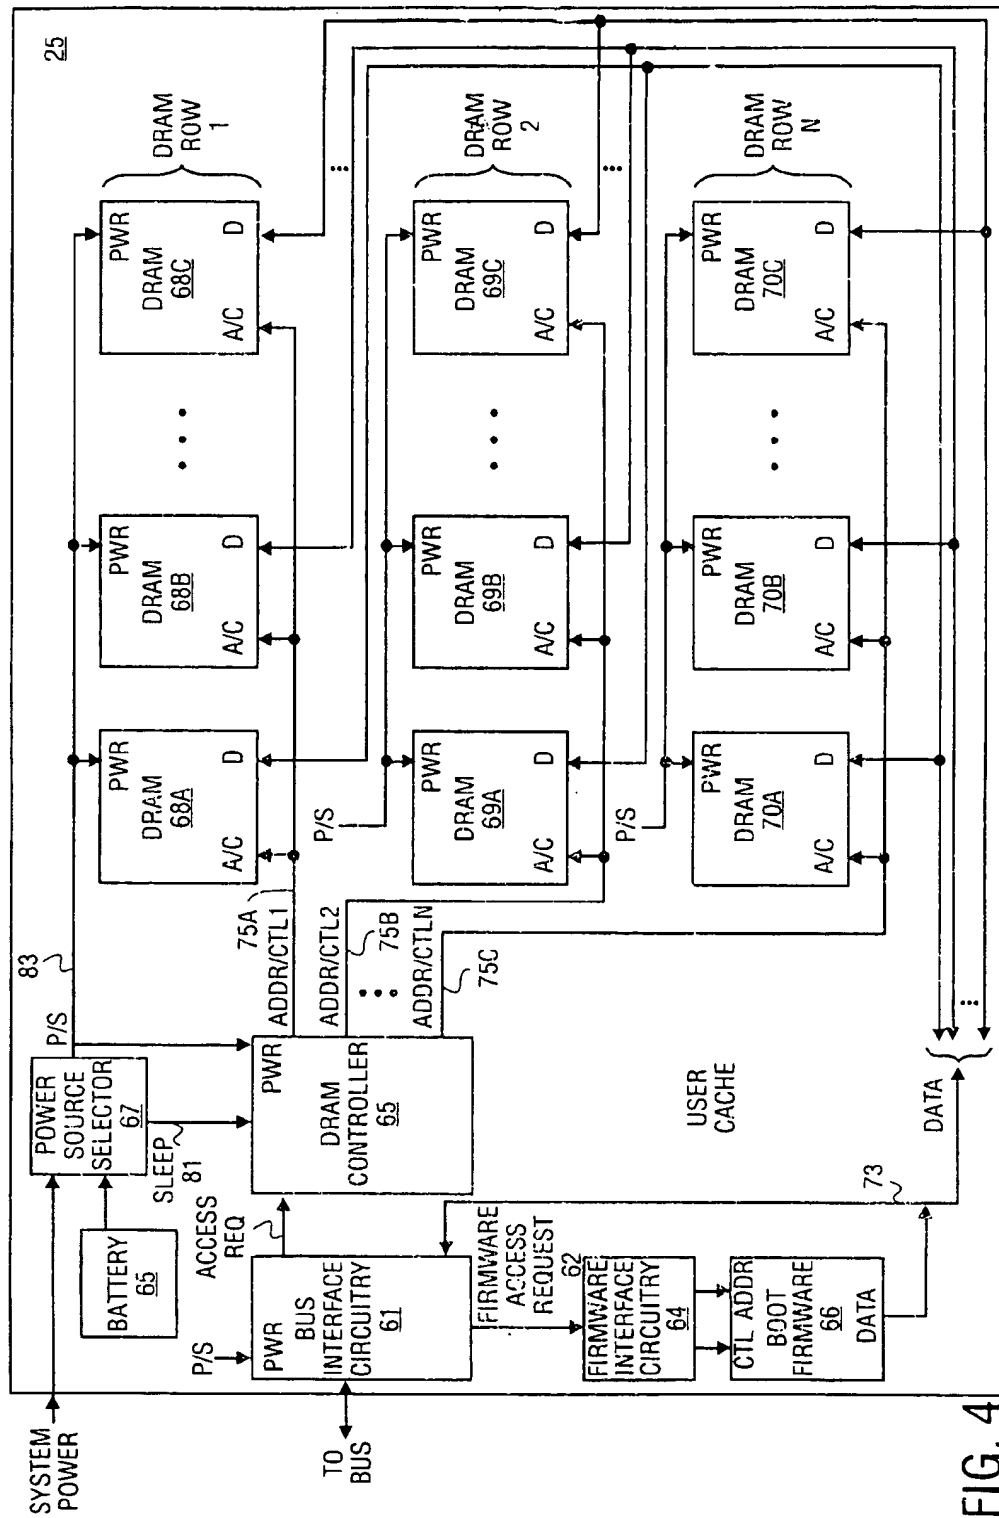 25
SYSTEM
POWER
POWER
SOURCE
SELECTOR
67
P/S
83
BATTERY
65
SLEEP
81
PWR
DRAM
68A
A/C
D
PWR
DRAM
68B
A/C
D
PWR
DRAM
68C
A/C
D
DRAM
ROW
1
P/S
PWR
BUS
INTERFACE
CIRCUITRY
61
TO
BUS
ACCESS
REQ
PWR
DRAM
CONTROLLER
65
ADDR/CTL1
75A
ADDR/CTL2
75B
ADDR/CTLN
75C
P/S
PWR
DRAM
69A
A/C
D
PWR
DRAM
69B
A/C
D
PWR
DRAM
69C
A/C
D
DRAM
ROW
2
FIRMWARE
ACCESS
REQUEST
62
FIRMWARE
INTERFACE
CIRCUITRY
64
CTL ADDR
BOOT
FIRMWARE
66
DATA
73
USER
CACHE
DATA
P/S
PWR
DRAM
70A
A/C
D
PWR
DRAM
70B
A/C
D
PWR
DRAM
70C
A/C
D
DRAM
ROW
N
FIG. 4